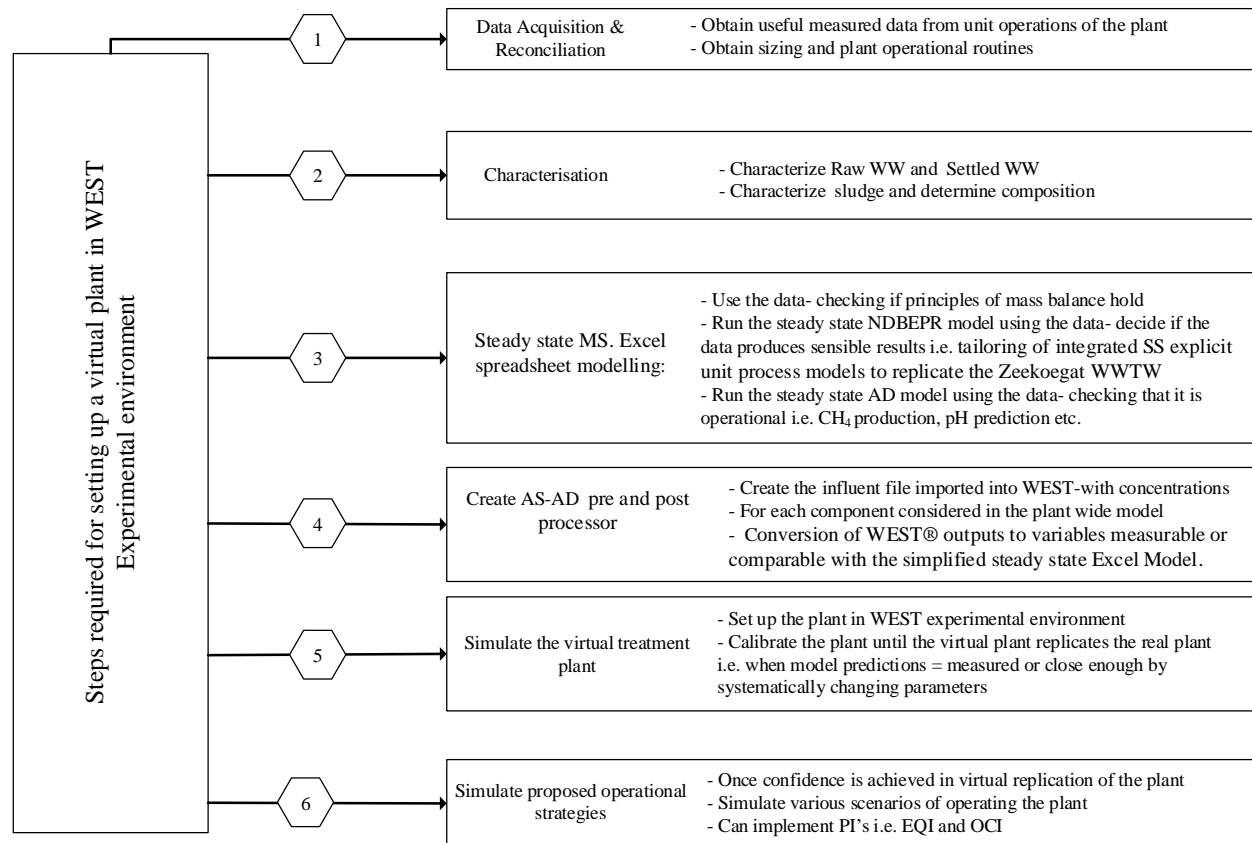 Steps required for setting up a virtual plant in WEST
Experimental environment
1
Data Acquisition &
Reconciliation
- Obtain useful measured data from unit operations of the plant
- Obtain sizing and plant operational routines
2
Characterisation
- Characterize Raw WW and Settled WW
- Characterize sludge and determine composition
3
Steady state MS. Excel
spreadsheet modelling:
- Use the data- checking if principles of mass balance hold
- Run the steady state NDBEPR model using the data- decide if the
data produces sensible results i.e. tailoring of integrated SS explicit
unit process models to replicate the Zeekoegat WWTW
- Run the steady state AD model using the data- checking that it is
operational i.e. CH₄ production, pH prediction etc.
4
Create AS-AD pre and post
processor
- Create the influent file imported into WEST-with concentrations
- For each component considered in the plant wide model
- Conversion of WEST® outputs to variables measurable or
comparable with the simplified steady state Excel Model.
5
Simulate the virtual treatment
plant
- Set up the plant in WEST experimental environment
- Calibrate the plant until the virtual plant replicates the real plant
i.e. when model predictions = measured or close enough by
systematically changing parameters
6
Simulate proposed operational
strategies
- Once confidence is achieved in virtual replication of the plant
- Simulate various scenarios of operating the plant
- Can implement PI's i.e. EQI and OCI